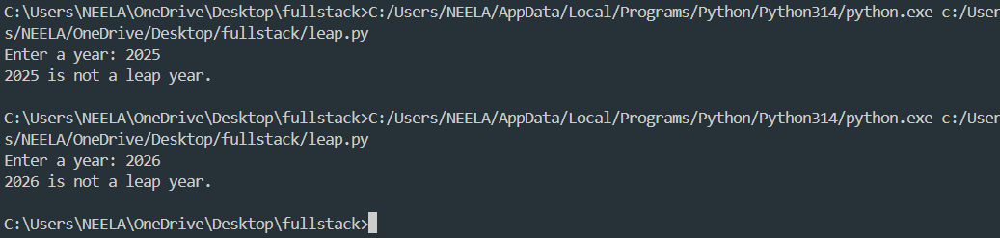 C:\Users\NEELA\OneDrive\Desktop\fullstack>C:/Users/NEELA/AppData/Local/Programs/Python/Python314/python.exe c:/User
s/NEELA/OneDrive/Desktop/fullstack/leap.py
Enter a year: 2025
2025 is not a leap year.
C:\Users\NEELA\OneDrive\Desktop\fullstack>C:/Users/NEELA/AppData/Local/Programs/Python/Python314/python.exe c:/User
s/NEELA/OneDrive/Desktop/fullstack/leap.py
Enter a year: 2026
2026 is not a leap year.
C:\Users\NEELA\OneDrive\Desktop\fullstack>